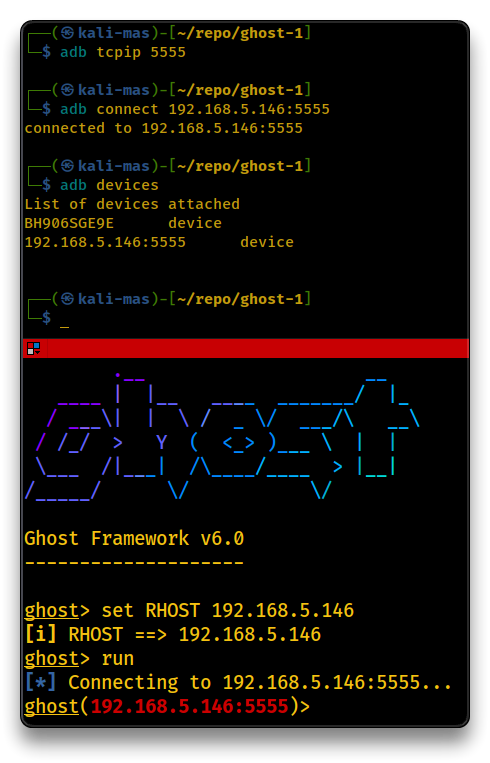 ┌──(㉿kali-mas)-[~/repo/ghost-1]
└─$ adb tcpip 5555
┌──(㉿kali-mas)-[~/repo/ghost-1]
└─$ adb connect 192.168.5.146:5555
connected to 192.168.5.146:5555
┌──(㉿kali-mas)-[~/repo/ghost-1]
└─$ adb devices
List of devices attached
BH906SGE9E      device
192.168.5.146:5555      device
┌──(㉿kali-mas)-[~/repo/ghost-1]
└─$ _
ghost
Ghost Framework v6.0
--------------------
ghost> set RHOST 192.168.5.146
[i] RHOST ==> 192.168.5.146
ghost> run
[*] Connecting to 192.168.5.146:5555...
ghost(192.168.5.146:5555)>